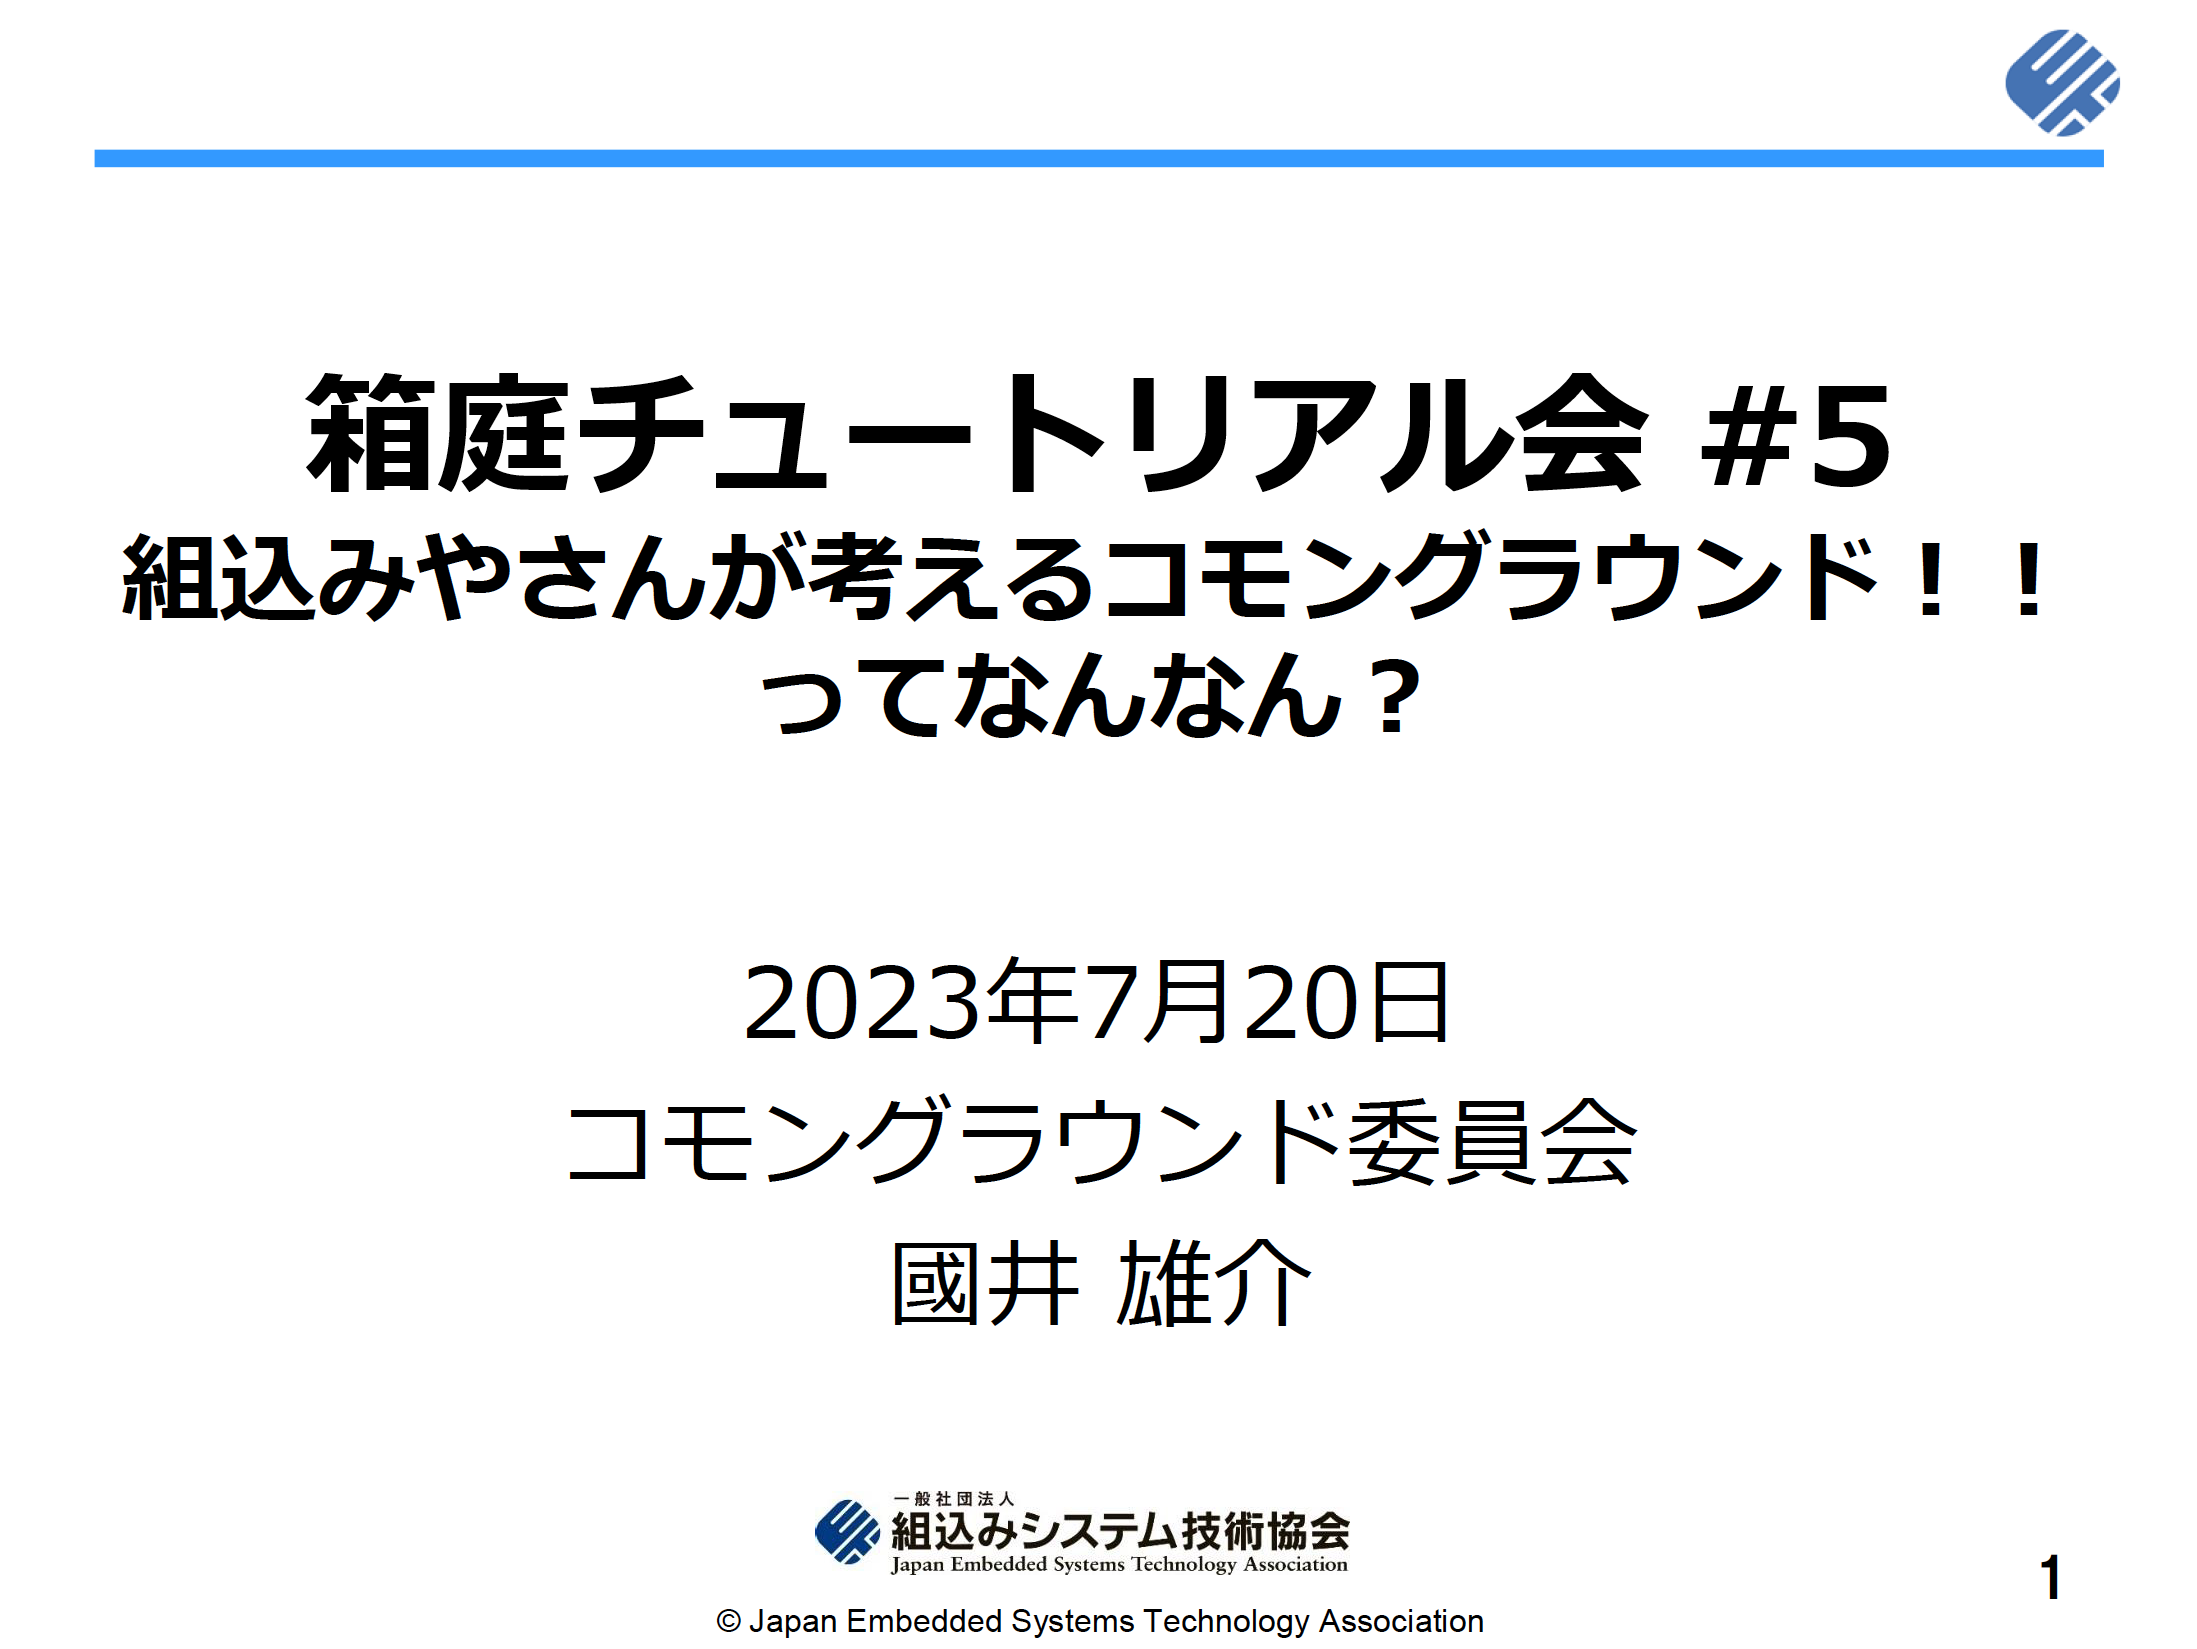 箱庭チュートリアル会 #5
組込みやさんが考えるコモングラウンド！！
ってなんなん？
2023年7月20日
コモングラウンド委員会
國井 雄介
一般社団法人
組込みシステム技術協会
Japan Embedded Systems Technology Association
1
© Japan Embedded Systems Technology Association